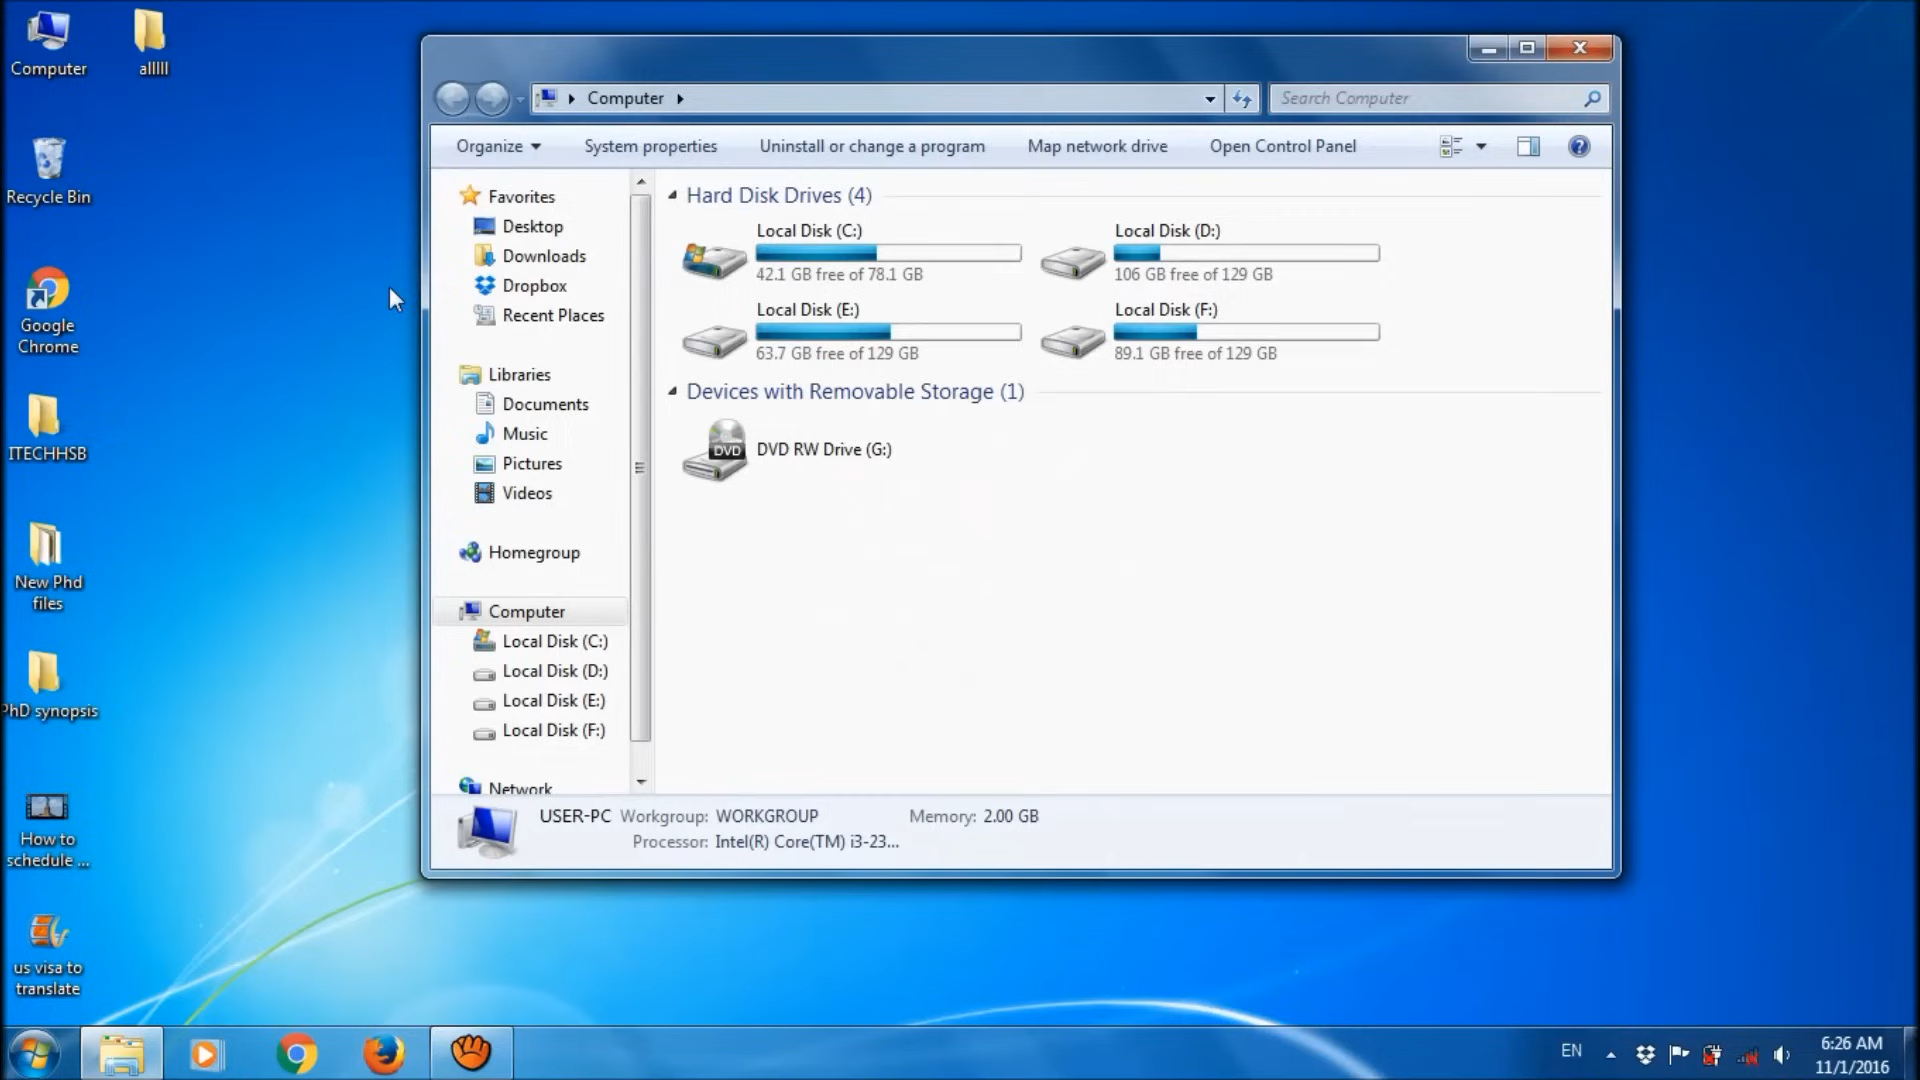 Computer
alllll
Recycle Bin
Google
Chrome
ITECHHSB
New Phd
files
PhD synopsis
How to
schedule ...
us visa to
translate
Computer
Search Computer
Organize
System properties
Uninstall or change a program
Map network drive
Open Control Panel
Favorites
Desktop
Downloads
Dropbox
Recent Places
Libraries
Documents
Music
Pictures
Videos
Homegroup
Computer
Local Disk (C:)
Local Disk (D:)
Local Disk (E:)
Local Disk (F:)
Network
Hard Disk Drives (4)
Local Disk (C:)
42.1 GB free of 78.1 GB
Local Disk (D:)
106 GB free of 129 GB
Local Disk (E:)
63.7 GB free of 129 GB
Local Disk (F:)
89.1 GB free of 129 GB
Devices with Removable Storage (1)
DVD
DVD RW Drive (G:)
USER-PC Workgroup: WORKGROUP Memory: 2.00 GB
Processor: Intel(R) Core(TM) i3-23...
EN
6:26 AM
11/1/2016